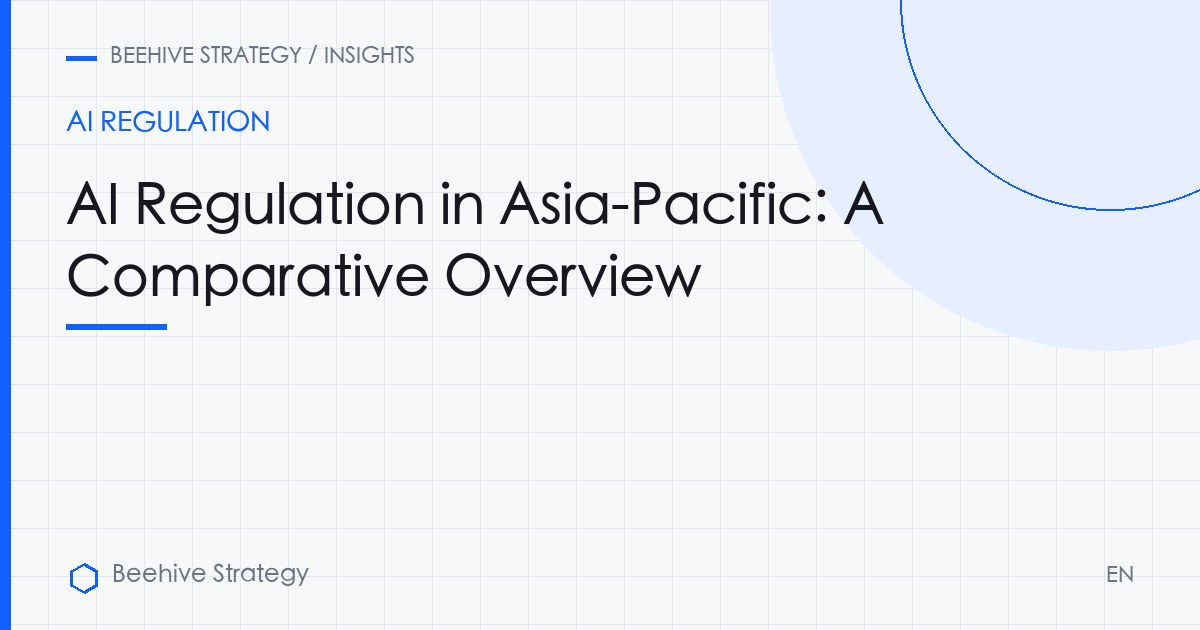 BEEHIVE STRATEGY / INSIGHTS
AI REGULATION
AI Regulation in Asia-Pacific: A
Comparative Overview
Beehive Strategy
EN